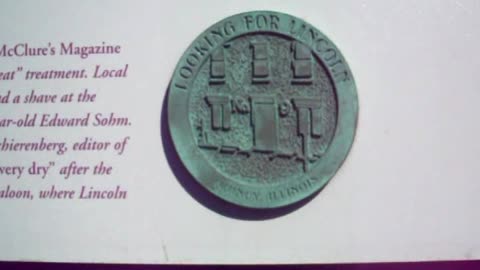 McClure's Magazine
eat" treatment. Local
d a shave at the
ar-old Edward Sohm.
hierenberg, editor of
very dry" after the
aloon, where Lincoln
LOOKING FOR LINCOLN
QUINCY, ILLINOIS